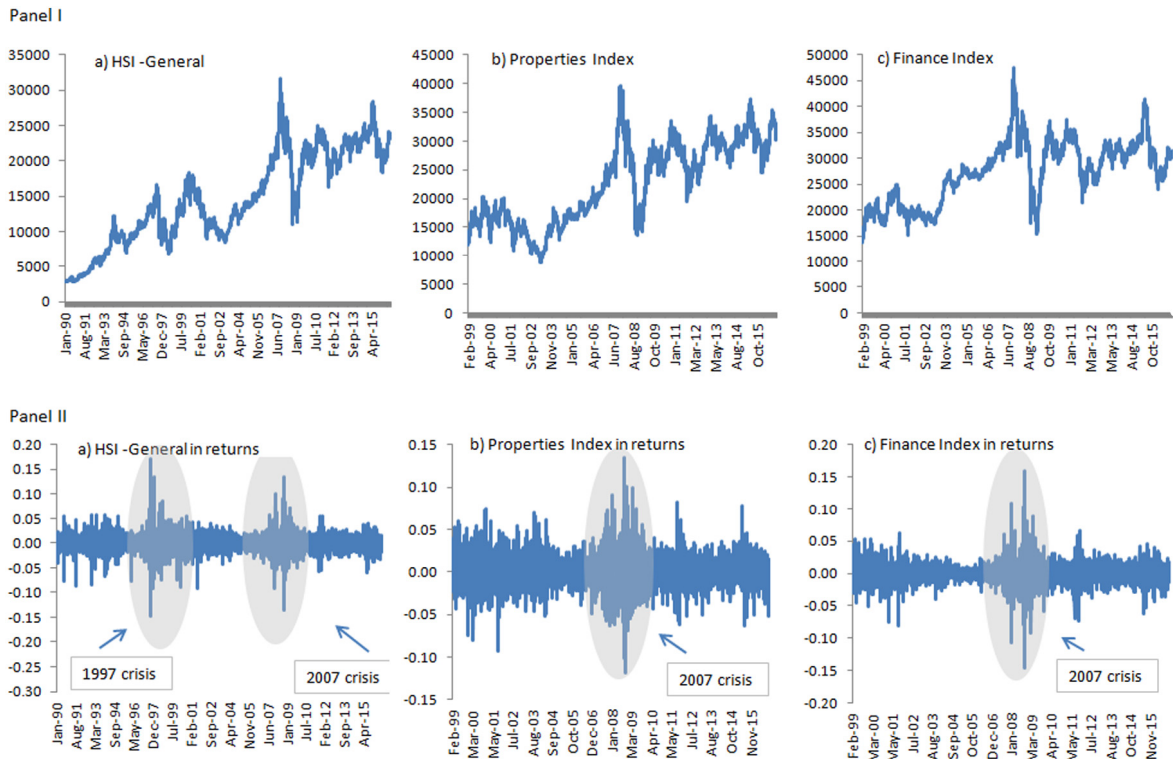 Panel I
a) HSI -General
35000
30000
25000
20000
15000
10000
5000
0
Jan-90
Aug-91
Mar-93
Sep-94
May-96
Dec-97
Jul-99
Feb-01
Sep-02
Apr-04
Nov-05
Jun-07
Jan-09
Jul-10
Feb-12
Sep-13
Apr-15
b) Properties Index
45000
40000
35000
30000
25000
20000
15000
10000
5000
0
Feb-99
Apr-00
Jul-01
Sep-02
Nov-03
Jan-05
Apr-06
Jun-07
Aug-08
Oct-09
Jan-11
Mar-12
May-13
Aug-14
Oct-15
c) Finance Index
50000
45000
40000
35000
30000
25000
20000
15000
10000
5000
0
Feb-99
Apr-00
Jul-01
Sep-02
Nov-03
Jan-05
Apr-06
Jun-07
Aug-08
Oct-09
Jan-11
Mar-12
May-13
Aug-14
Oct-15
Panel II
a) HSI -General in returns
0.20
0.15
0.10
0.05
0.00
-0.05
-0.10
-0.15
-0.20
-0.25
-0.30
1997 crisis
2007 crisis
Jan-90
Aug-91
Mar-93
Sep-94
May-96
Dec-97
Jul-99
Feb-01
Sep-02
Apr-04
Nov-05
Jun-07
Jan-09
Jul-10
Feb-12
Sep-13
Apr-15
b) Properties Index in returns
0.15
0.10
0.05
0.00
-0.05
-0.10
-0.15
2007 crisis
Feb-99
Mar-00
May-01
Jul-02
Aug-03
Oct-04
Nov-05
Dec-06
Jan-08
Mar-09
Apr-10
May-11
Jul-12
Aug-13
Oct-14
Nov-15
c) Finance Index in returns
0.20
0.15
0.10
0.05
0.00
-0.05
-0.10
-0.15
-0.20
2007 crisis
Feb-99
Mar-00
May-01
Jul-02
Aug-03
Oct-04
Nov-05
Dec-06
Jan-08
Mar-09
Apr-10
May-11
Jul-12
Aug-13
Oct-14
Nov-15